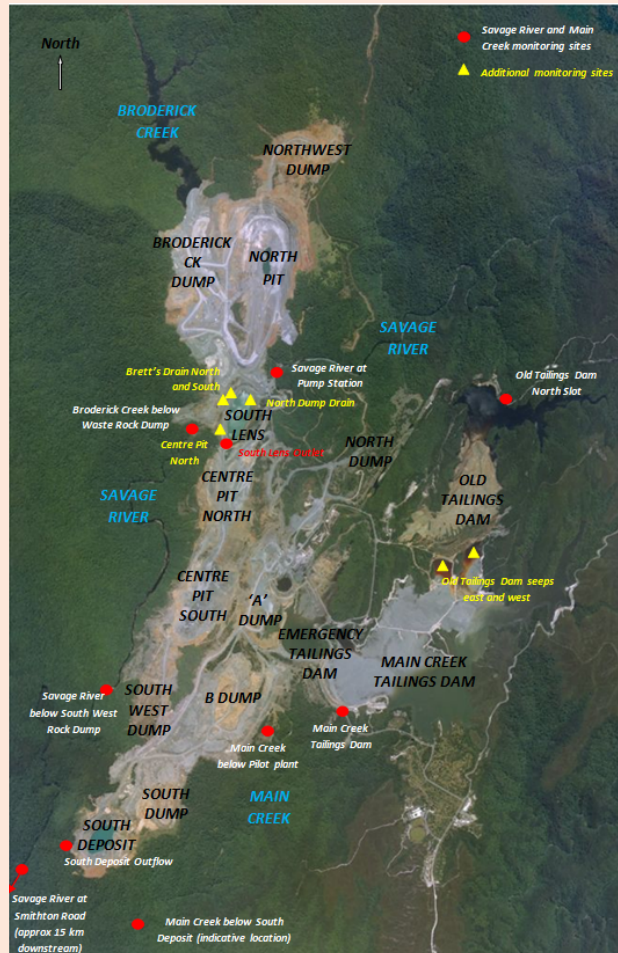 North
Savage River and Main
Creek monitoring sites
Additional monitoring sites
BRODERICK
CREEK
NORTHWEST
DUMP
BRODERICK
CK
DUMP
NORTH
PIT
SAVAGE
RIVER
Savage River at
Pump Station
Old Tailings Dam
North Slot
Brett's Drain North
and South
North Dump Drain
Broderick Creek below
Waste Rock Dump
SOUTH
LENS
Centre Pit
North
South Lens Outlet
NORTH
DUMP
CENTRE
PIT
NORTH
OLD
TAILINGS
DAM
SAVAGE
RIVER
Old Tailings Dam seeps
east and west
CENTRE
PIT
SOUTH
'A'
DUMP
EMERGENCY
TAILINGS
DAM
MAIN CREEK
TAILINGS DAM
Savage River
below South West
Rock Dump
SOUTH
WEST
DUMP
B DUMP
Main Creek
below Pilot plant
Main Creek
Tailings Dam
MAIN
CREEK
SOUTH
DUMP
SOUTH
DEPOSIT
South Deposit Outflow
Savage River at
Smithton Road
(approx 15 km
downstream)
Main Creek below South
Deposit (indicative location)